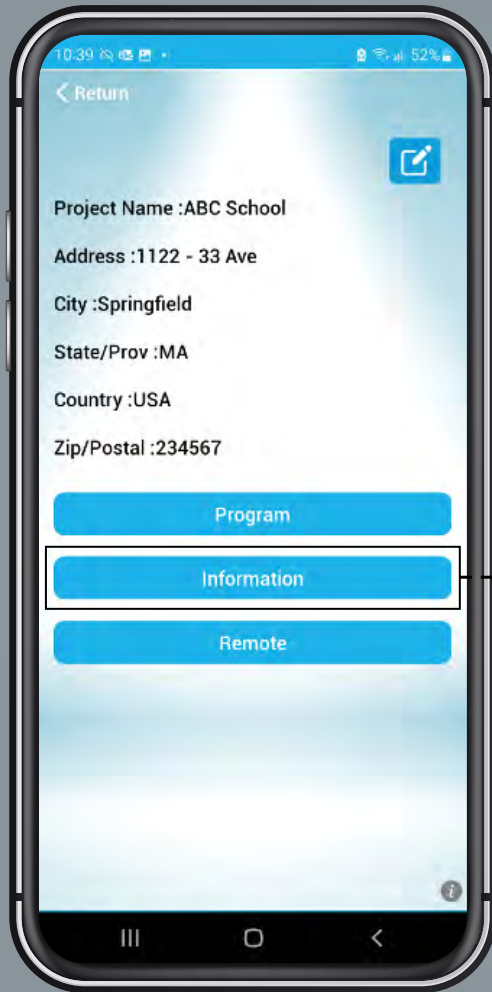 10:39 52%
Return
Project Name :ABC School
Address :1122 - 33 Ave
City :Springfield
State/Prov :MA
Country :USA
Zip/Postal :234567
Program
Information
Remote